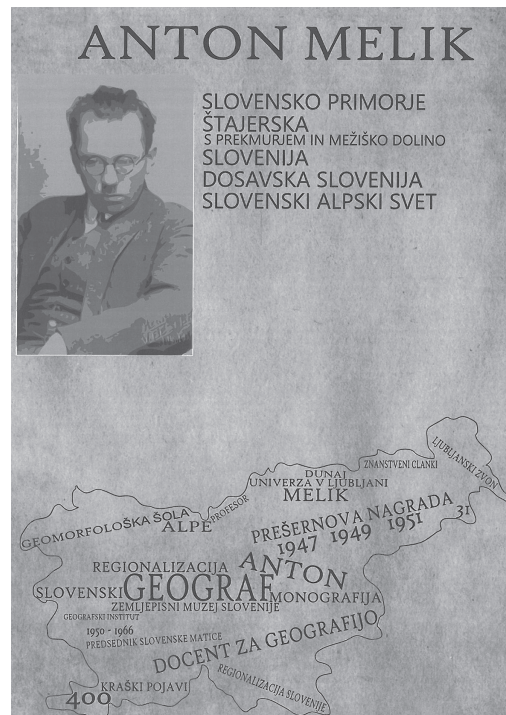 ANTON MELIK
SLOVENSKO PRIMORJE
ŠTAJERSKA
S PREKMURJEM IN MEŽIŠKO DOLINO
SLOVENIJA
DOSAVSKA SLOVENIJA
SLOVENSKI ALPSKI SVET
LJUBLJANSKI ZVON
ZNANSTVENI CLANKI
DUNAJ
UNIVERZA V LJUBLJANI
MELIK
PROFESOR
GEOMORFOLOŠKA ŠOLA
ALPE
PREŠERNOVA NAGRADA
31
1947 1949 1951
REGIONALIZACIJA
ANTON
SLOVENSKI
GEOGRAF
MONOGRAFIJA
ZEMLJEPISNI MUZEJ SLOVENIJE
GEOGRAFSKI INSTITUT
1950 - 1966
PREDSEDNIK SLOVENSKE MATICE
DOCENT ZA GEOGRAFIJO
REGIONALIZACIJA SLOVENIJE
KRAŠKI POJAVI
400